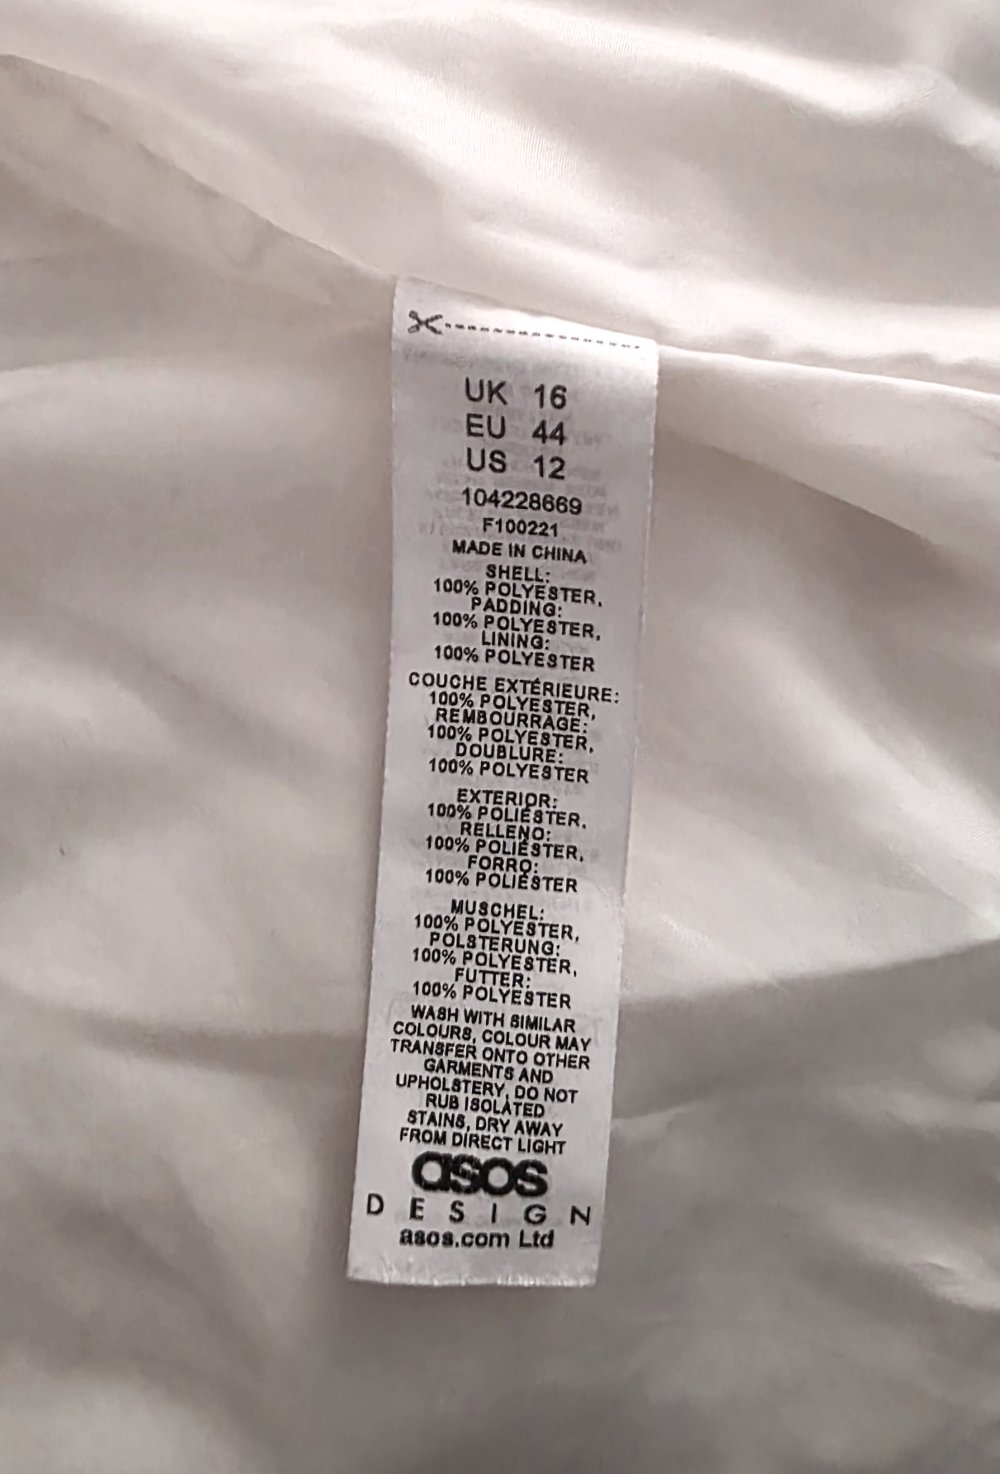 UK 16
EU 44
US 12
104228669
F100221
MADE IN CHINA
SHELL:
100% POLYESTER,
PADDING:
100% POLYESTER,
LINING:
100% POLYESTER
COUCHE EXTÉRIEURE:
100% POLYESTER,
REMBOURRAGE:
100% POLYESTER,
DOUBLURE:
100% POLYESTER
EXTERIOR:
100% POLIÉSTER,
RELLENO:
100% POLIÉSTER,
FORRO:
100% POLIÉSTER
MUSCHEL:
100% POLYESTER,
POLSTERUNG:
100% POLYESTER,
FUTTER:
100% POLYESTER
WASH WITH SIMILAR
COLOURS, COLOUR MAY
TRANSFER ONTO OTHER
GARMENTS AND
UPHOLSTERY, DO NOT
RUB ISOLATED
STAINS, DRY AWAY
FROM DIRECT LIGHT
asos
DESIGN
asos.com Ltd